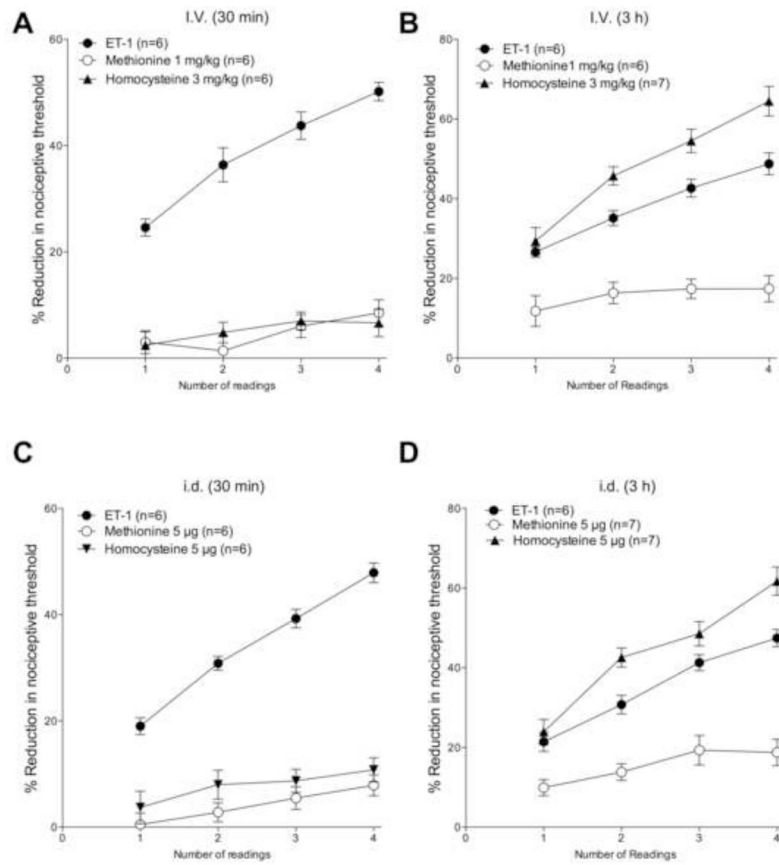 A
I.V. (30 min)
ET-1 (n=6)
Methionine 1 mg/kg (n=6)
Homocysteine 3 mg/kg (n=6)
% Reduction in nociceptive threshold
60
40
20
0
0 1 2 3 4
Number of readings
B
I.V. (3 h)
ET-1 (n=6)
Methionine1 mg/kg (n=6)
Homocysteine 3 mg/kg (n=7)
% Reduction in nociceptive threshold
80
60
40
20
0
0 1 2 3 4
Number of Readings
C
i.d. (30 min)
ET-1 (n=6)
Methionine 5 µg (n=6)
Homocysteine 5 µg (n=6)
% Reduction in nociceptive threshold
60
40
20
0
0 1 2 3 4
Number of readings
D
i.d. (3 h)
ET-1 (n=6)
Methionine 5 µg (n=7)
Homocysteine 5 µg (n=7)
% Reduction in nociceptive threshold
80
60
40
20
0
0 1 2 3 4
Number of readings